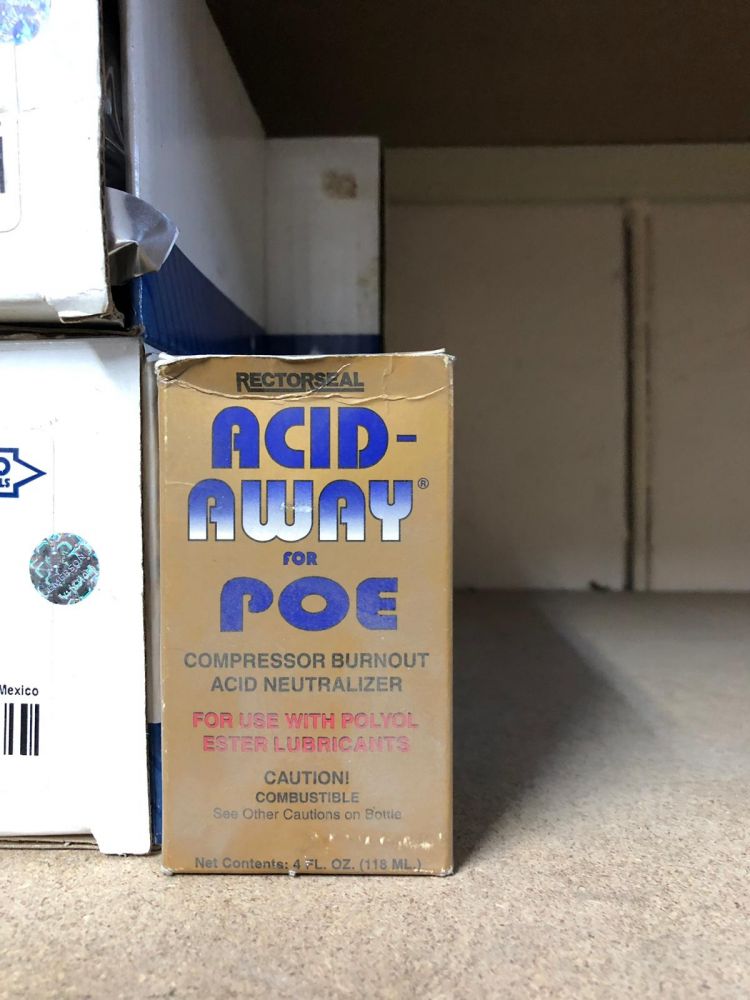 RECTORSEAL
ACID-
AWAY®
FOR
POE
COMPRESSOR BURNOUT
ACID NEUTRALIZER
FOR USE WITH POLYOL
ESTER LUBRICANTS
CAUTION!
COMBUSTIBLE
See Other Cautions on Bottle
Net Contents: 4 FL. OZ. (118 ML.)
EMERSON
Mexico